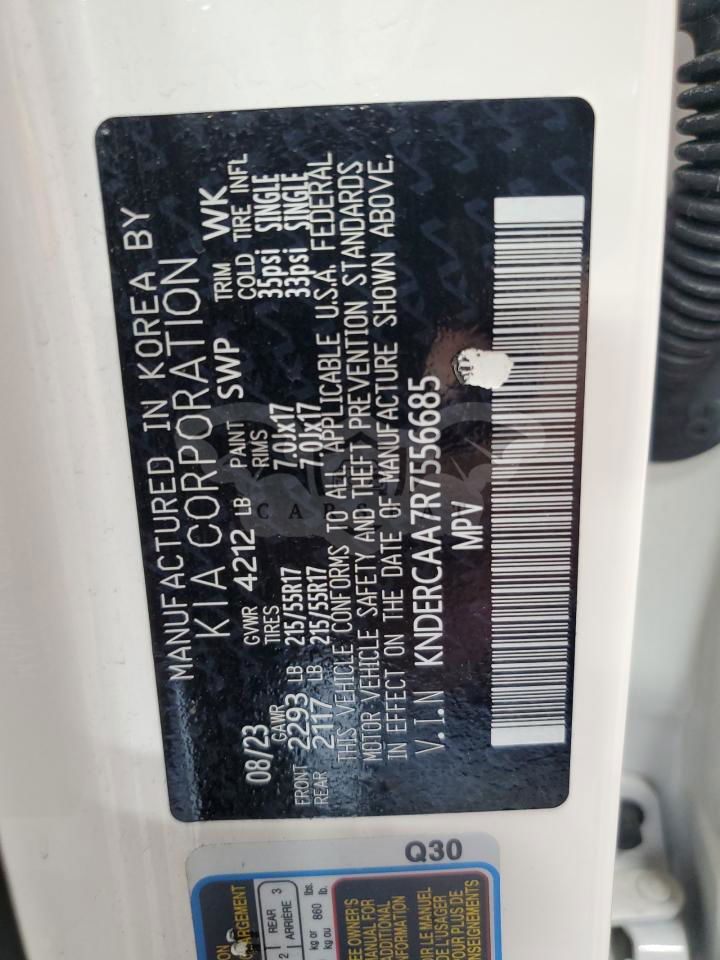 MANUFACTURED IN KOREA BY
KIA CORPORATION
08/23 GVWR 4212 LB PAINT SWP TRIM WK
GAWR TIRES RIMS COLD TIRE INFL
FRONT 2293 LB 215/55R17 7.0Jx17 35psi SINGLE
REAR 2117 LB 215/55R17 7.0Jx17 33psi SINGLE
THIS VEHICLE CONFORMS TO ALL APPLICABLE U.S.A. FEDERAL
MOTOR VEHICLE SAFETY AND THEFT PREVENTION STANDARDS
IN EFFECT ON THE DATE OF MANUFACTURE SHOWN ABOVE.
V.I.N KNDERCAA7R7556685
MPV
Q30
REAR 3
2 ARRIÈRE
kg or 860 lbs.
kg ou lb.
OWNER'S
MANUAL FOR
ADDITIONAL
INFORMATION
LE MANUEL
DE L'USAGER
POUR PLUS DE
RENSEIGNEMENTS